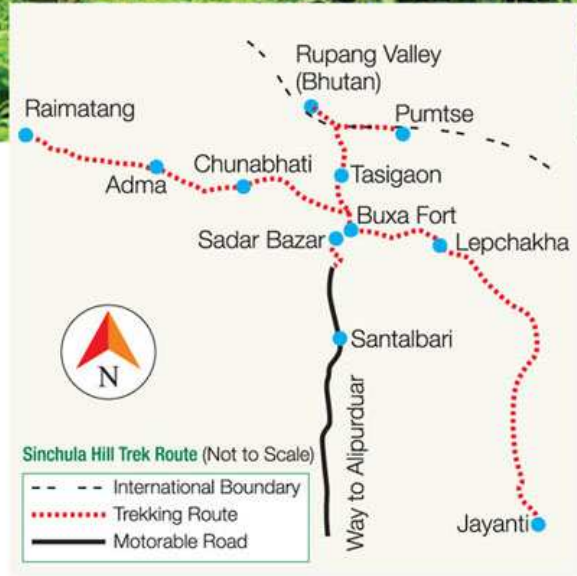 Rupang Valley
(Bhutan)
Raimatang
Pumtse
Chunabhati
Adma
Tasigaon
Buxa Fort
Sadar Bazar
Lepchakha
N
Santalbari
Way to Alipurduar
Sinchula Hill Trek Route (Not to Scale)
International Boundary
Trekking Route
Motorable Road
Jayanti